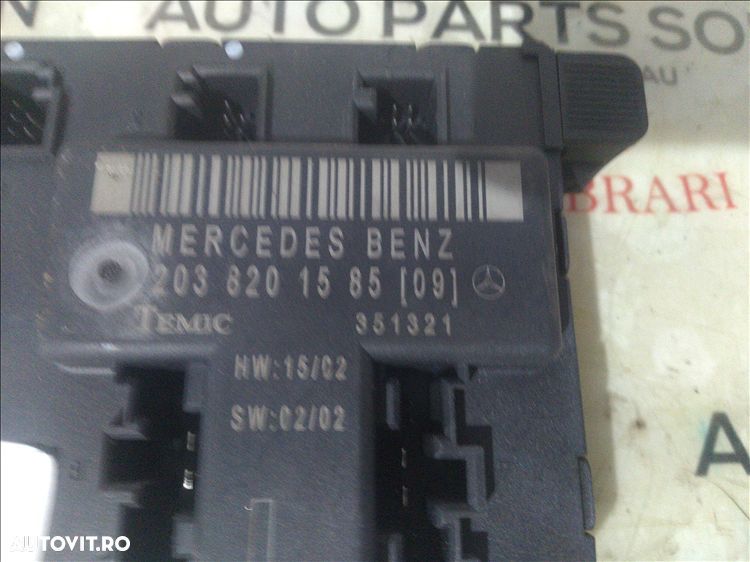 N AUTO PARTS SO
AU
BRARI
MERCEDES BENZ
203 820 15 85 [09]
TEMIC 351321
HW:15/02
SW:02/02
A
AUTOVIT.RO